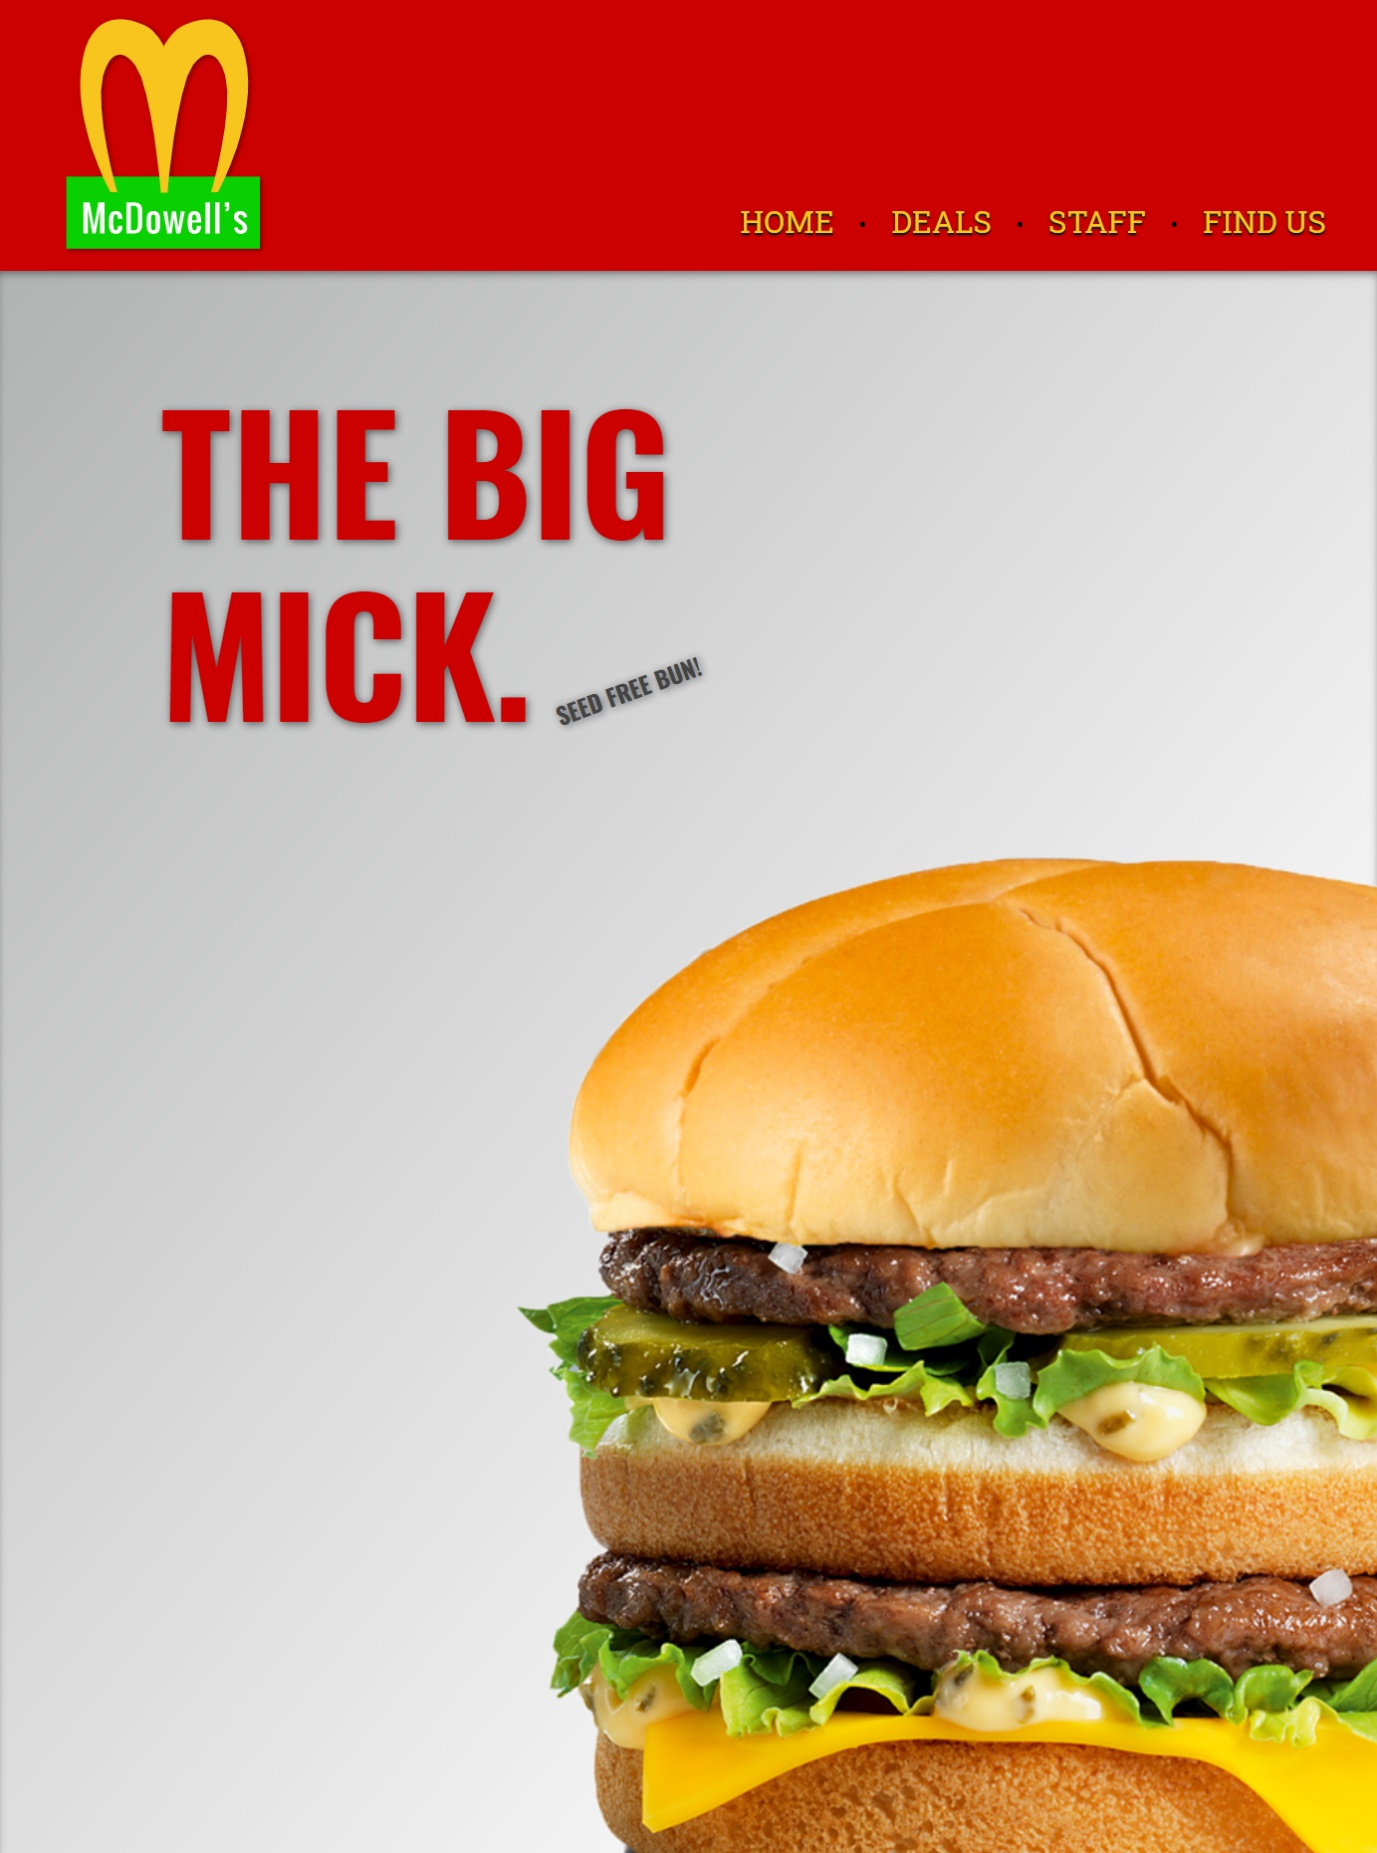 McDowell's
HOME · DEALS · STAFF · FIND US
THE BIG
MICK.
SEED FREE BUN!